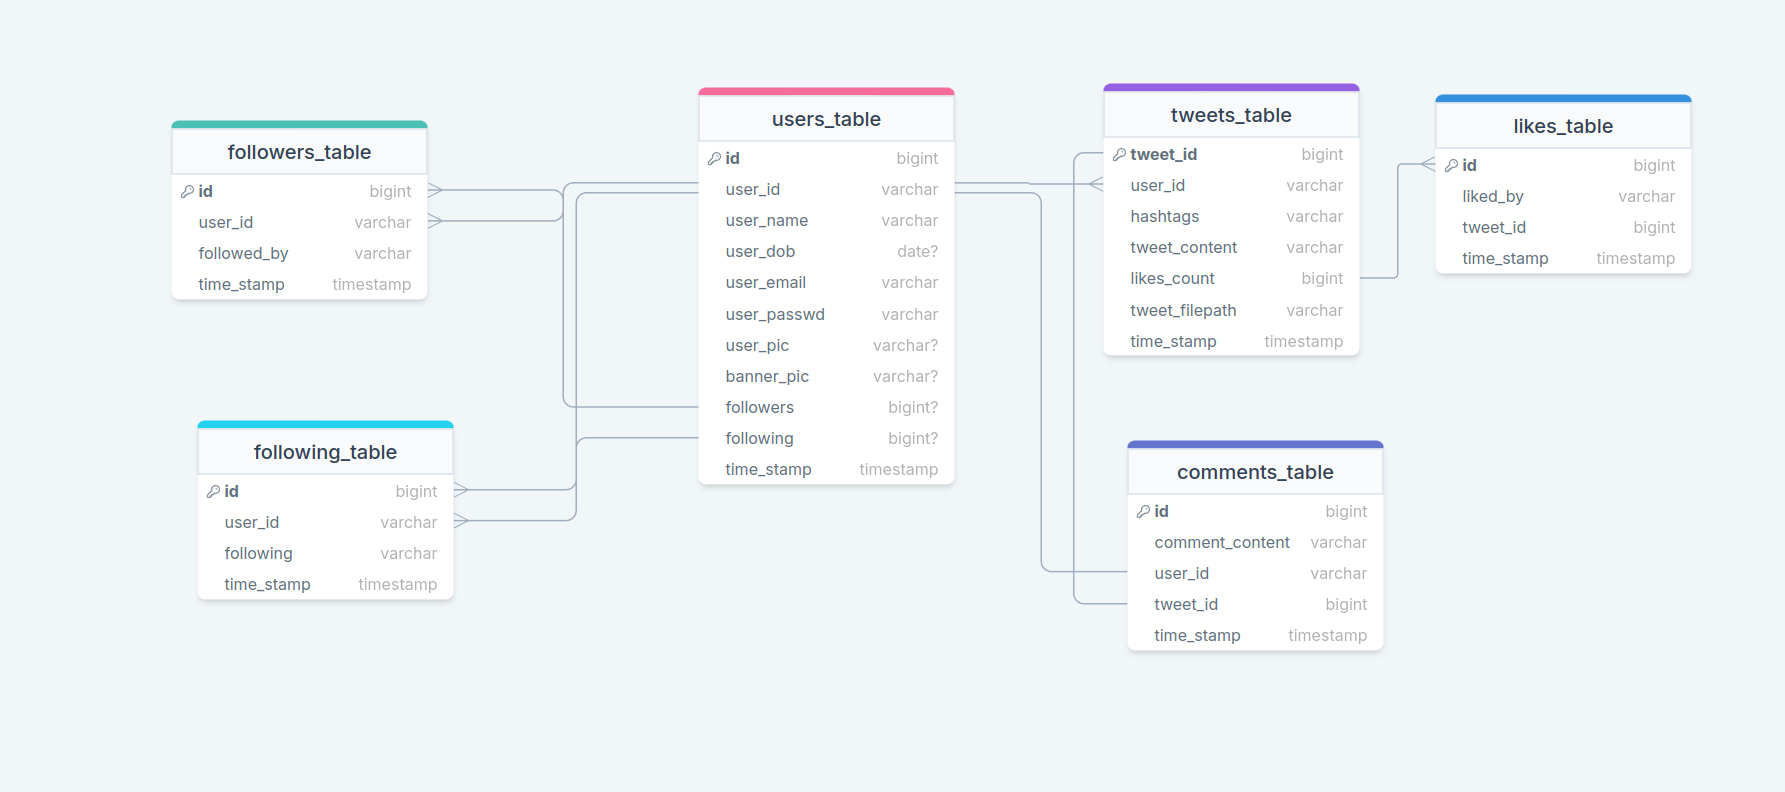 followers_table
id bigint
user_id varchar
followed_by varchar
time_stamp timestamp
following_table
id bigint
user_id varchar
following varchar
time_stamp timestamp
users_table
id bigint
user_id varchar
user_name varchar
user_dob date?
user_email varchar
user_passwd varchar
user_pic varchar?
banner_pic varchar?
followers bigint?
following bigint?
time_stamp timestamp
tweets_table
tweet_id bigint
user_id varchar
hashtags varchar
tweet_content varchar
likes_count bigint
tweet_filepath varchar
time_stamp timestamp
comments_table
id bigint
comment_content varchar
user_id varchar
tweet_id bigint
time_stamp timestamp
likes_table
id bigint
liked_by varchar
tweet_id bigint
time_stamp timestamp